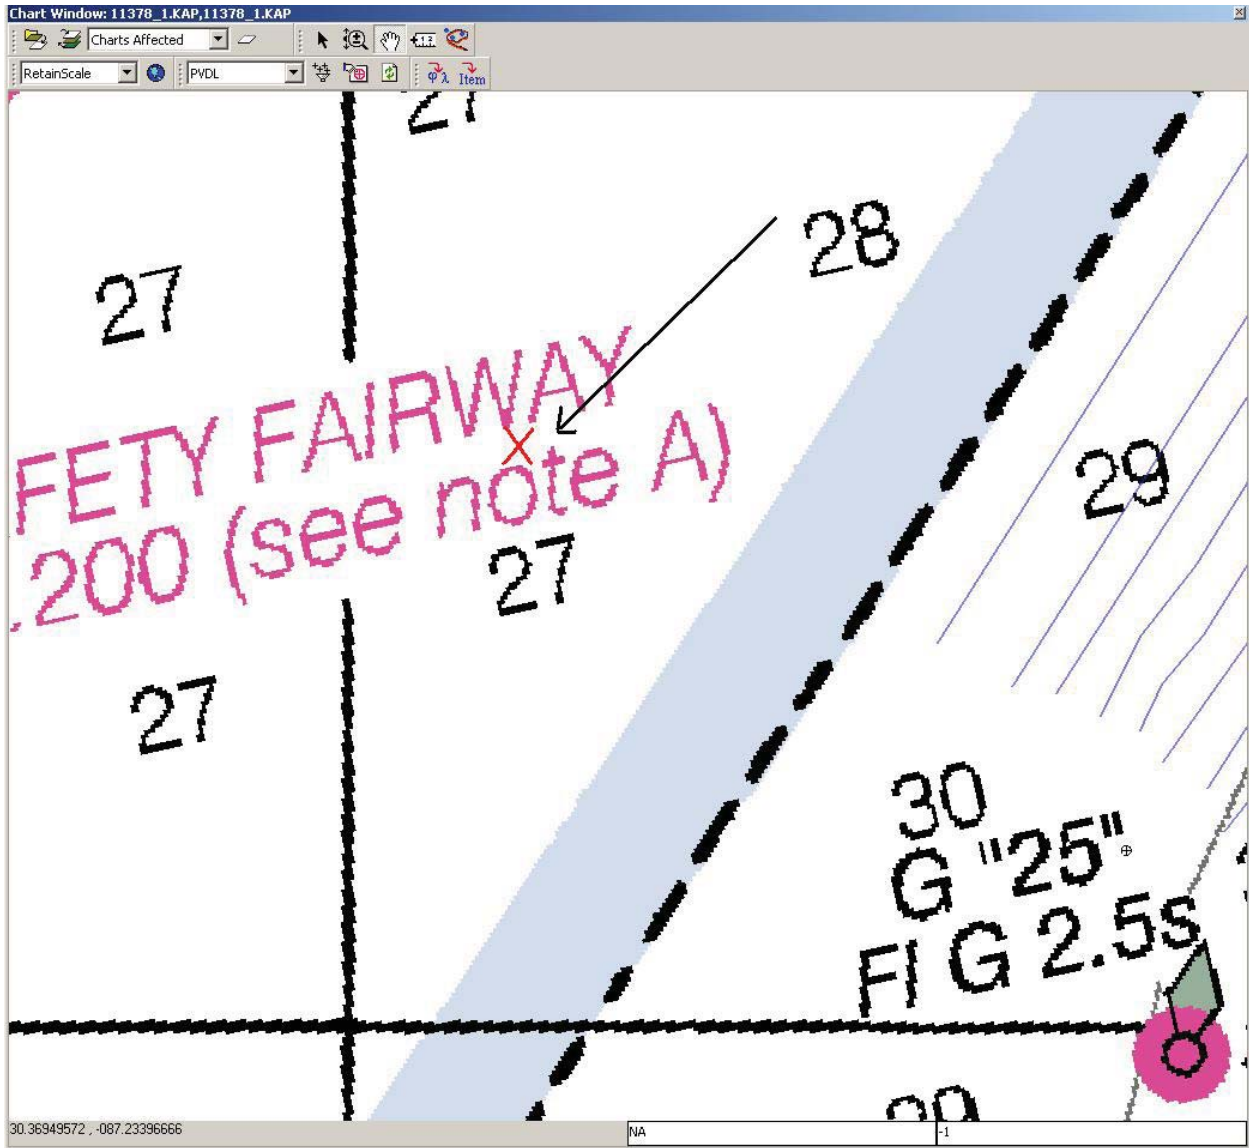 Chart Window: 11378_1.KAP,11378_1.KAP
Charts Affected
RetainScale
PVDL
φλ
Item
27
28
27
FETY FAIRWAY
.200 (see note A)
29
27
27
30
G "25"
Fl G 2.5s
30.36949572 , -087.23396666
NA
-1